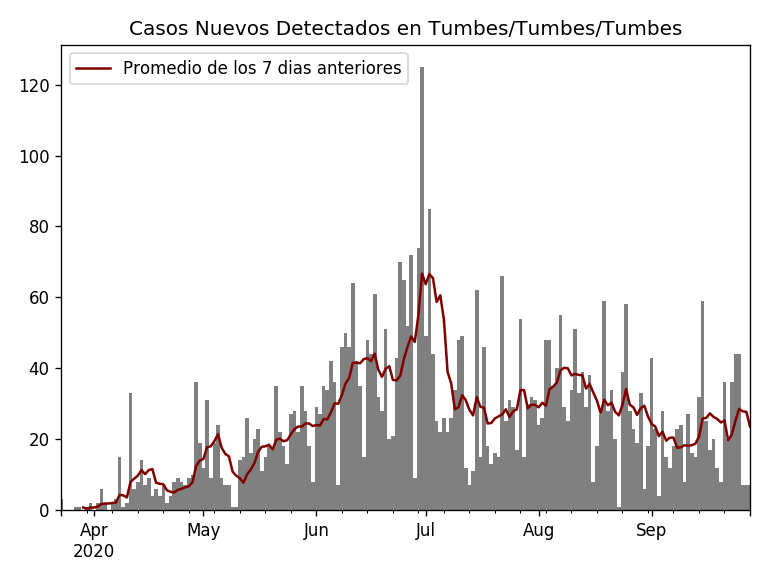 Casos Nuevos Detectados en Tumbes/Tumbes/Tumbes
Promedio de los 7 dias anteriores
120
100
80
60
40
20
0
Apr May Jun Jul Aug Sep
2020